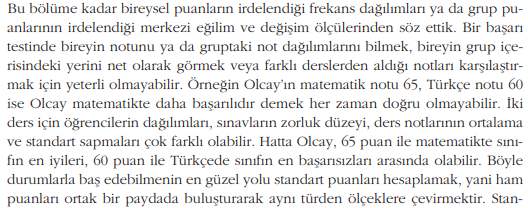 Bu bölüme kadar bireysel puanların irdelendiği frekans dağılımları ya da grup pu-
anlarının irdelendiği merkezi eğilim ve değişim ölçülerinden söz ettik. Bir başarı
testinde bireyin notunu ya da gruptaki not dağılımlarını bilmek, bireyin grup içe-
risindeki yerini net olarak görmek veya farklı derslerden aldığı notları karşılaştır-
mak için yeterli olmayabilir. Örneğin Olcay'ın matematik notu 65, Türkçe notu 60
ise Olcay matematikte daha başarılıdır demek her zaman doğru olmayabilir. İki
ders için öğrencilerin dağılımları, sınavların zorluk düzeyi, ders notlarının ortalama
ve standart sapmaları çok farklı olabilir. Hatta Olcay, 65 puan ile matematikte sını-
fın en iyileri, 60 puan ile Türkçede sınıfın en başarısızları arasında olabilir. Böyle
durumlarla baş edebilmenin en güzel yolu standart puanları hesaplamak, yani ham
puanları ortak bir paydada buluşturarak aynı türden ölçeklere çevirmektir. Stan-